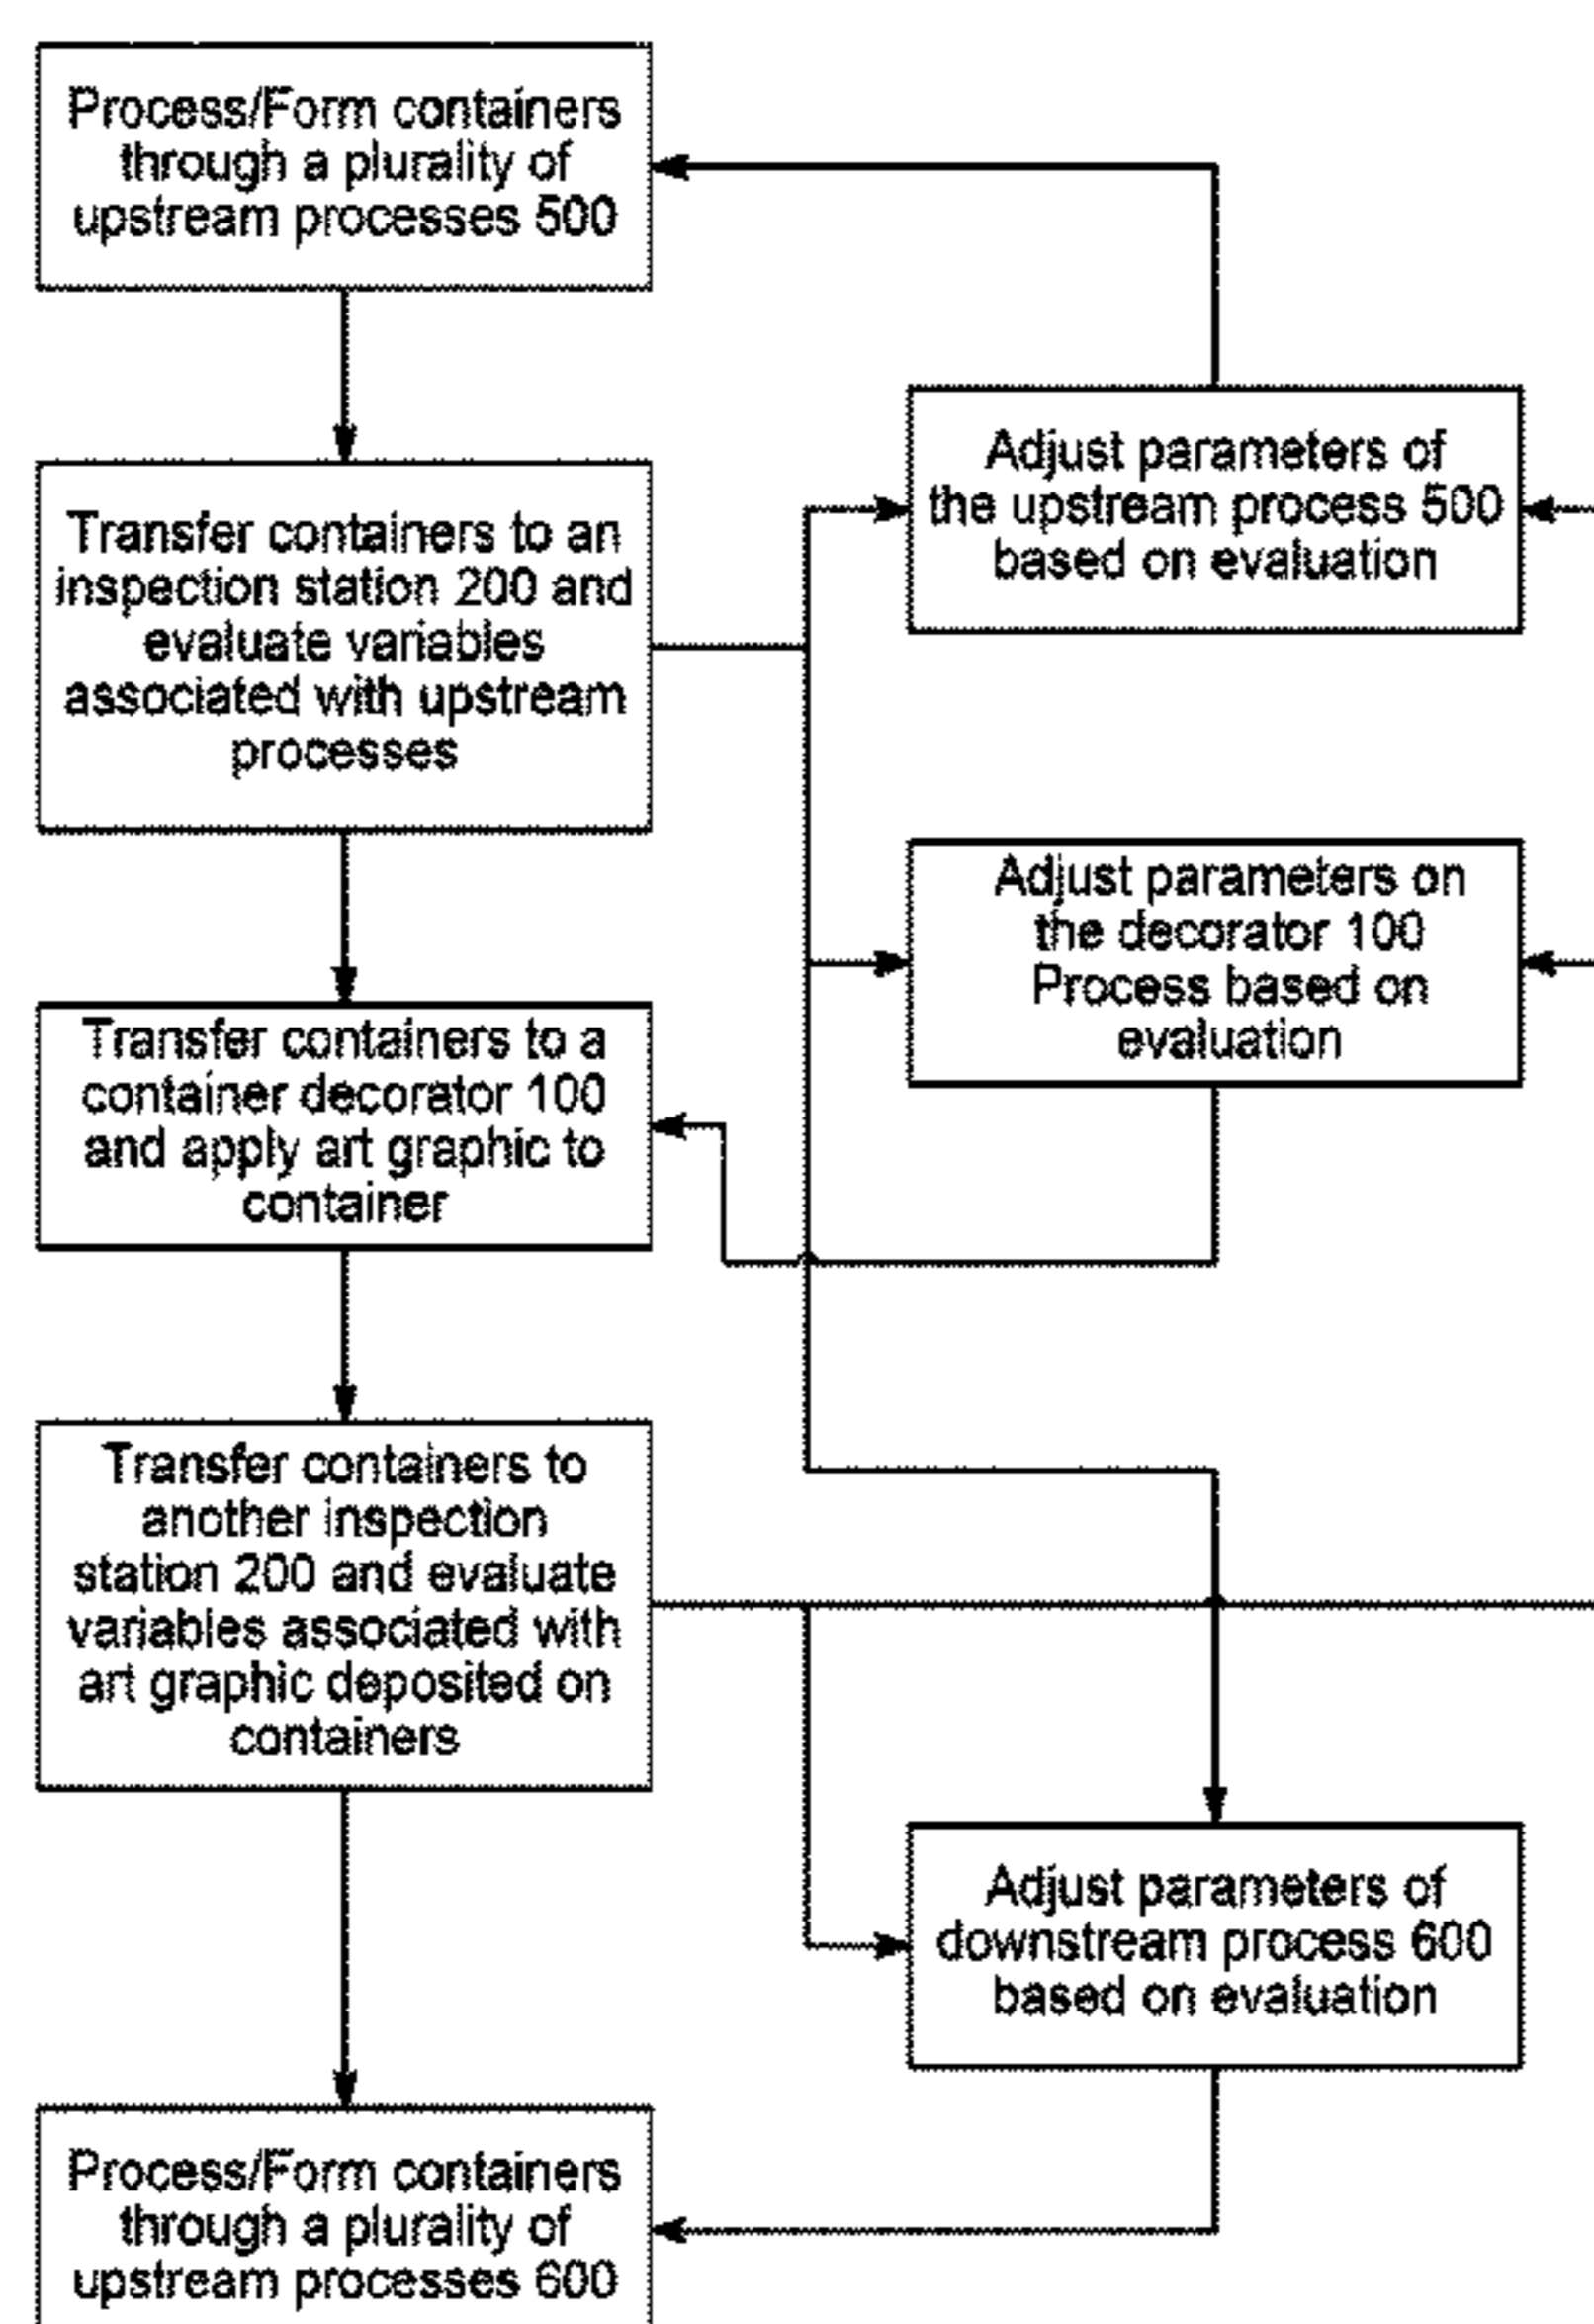 Process/Form containers
through a plurality of
upstream processes 500
Transfer containers to an
inspection station 200 and
evaluate variables
associated with upstream
processes
Transfer containers to a
container decorator 100
and apply art graphic to
container
Transfer containers to
another inspection
station 200 and evaluate
variables associated with
art graphic deposited on
containers
Process/Form containers
through a plurality of
upstream processes 600
Adjust parameters of
the upstream process 500
based on evaluation
Adjust parameters on
the decorator 100
Process based on
evaluation
Adjust parameters of
downstream process 600
based on evaluation